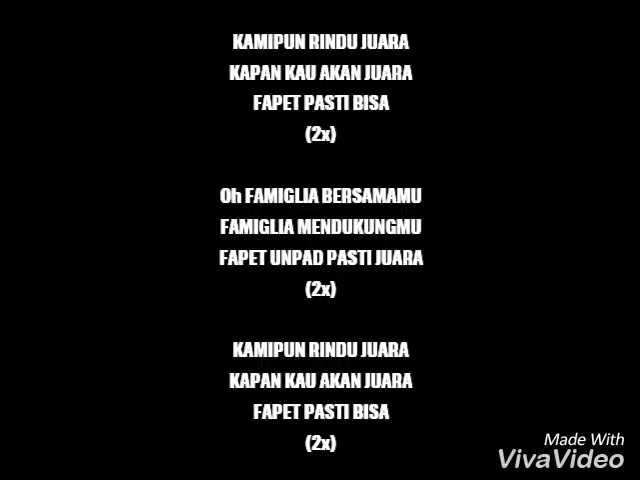 KAMIPUN RINDU JUARA
KAPAN KAU AKAN JUARA
FAPET PASTI BISA
(2x)
Oh FAMIGLIA BERSAMAMU
FAMIGLIA MENDUKUNGMU
FAPET UNPAD PASTI JUARA
(2x)
KAMIPUN RINDU JUARA
KAPAN KAU AKAN JUARA
FAPET PASTI BISA
(2x)
Made With
VivaVideo